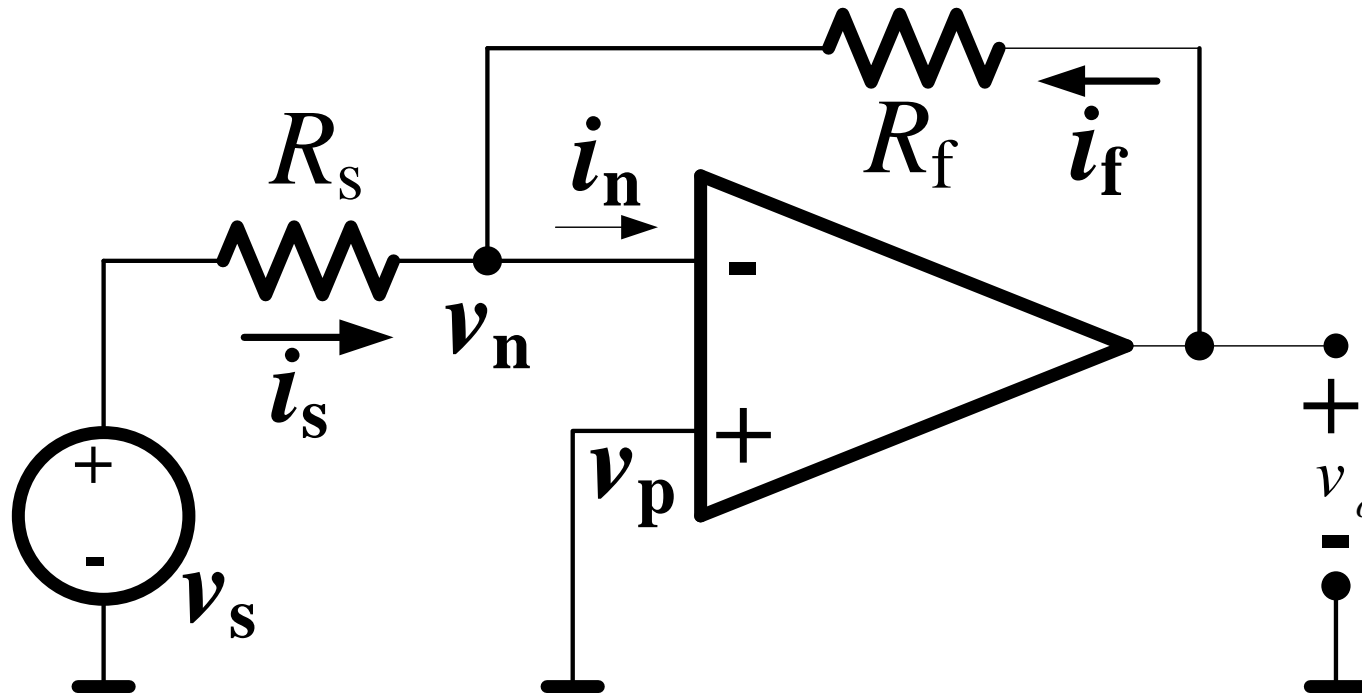 R_f
i_f
R_s
i_n
-
v_n
i_s
+
v_p
+
-
v_s
+
v
-